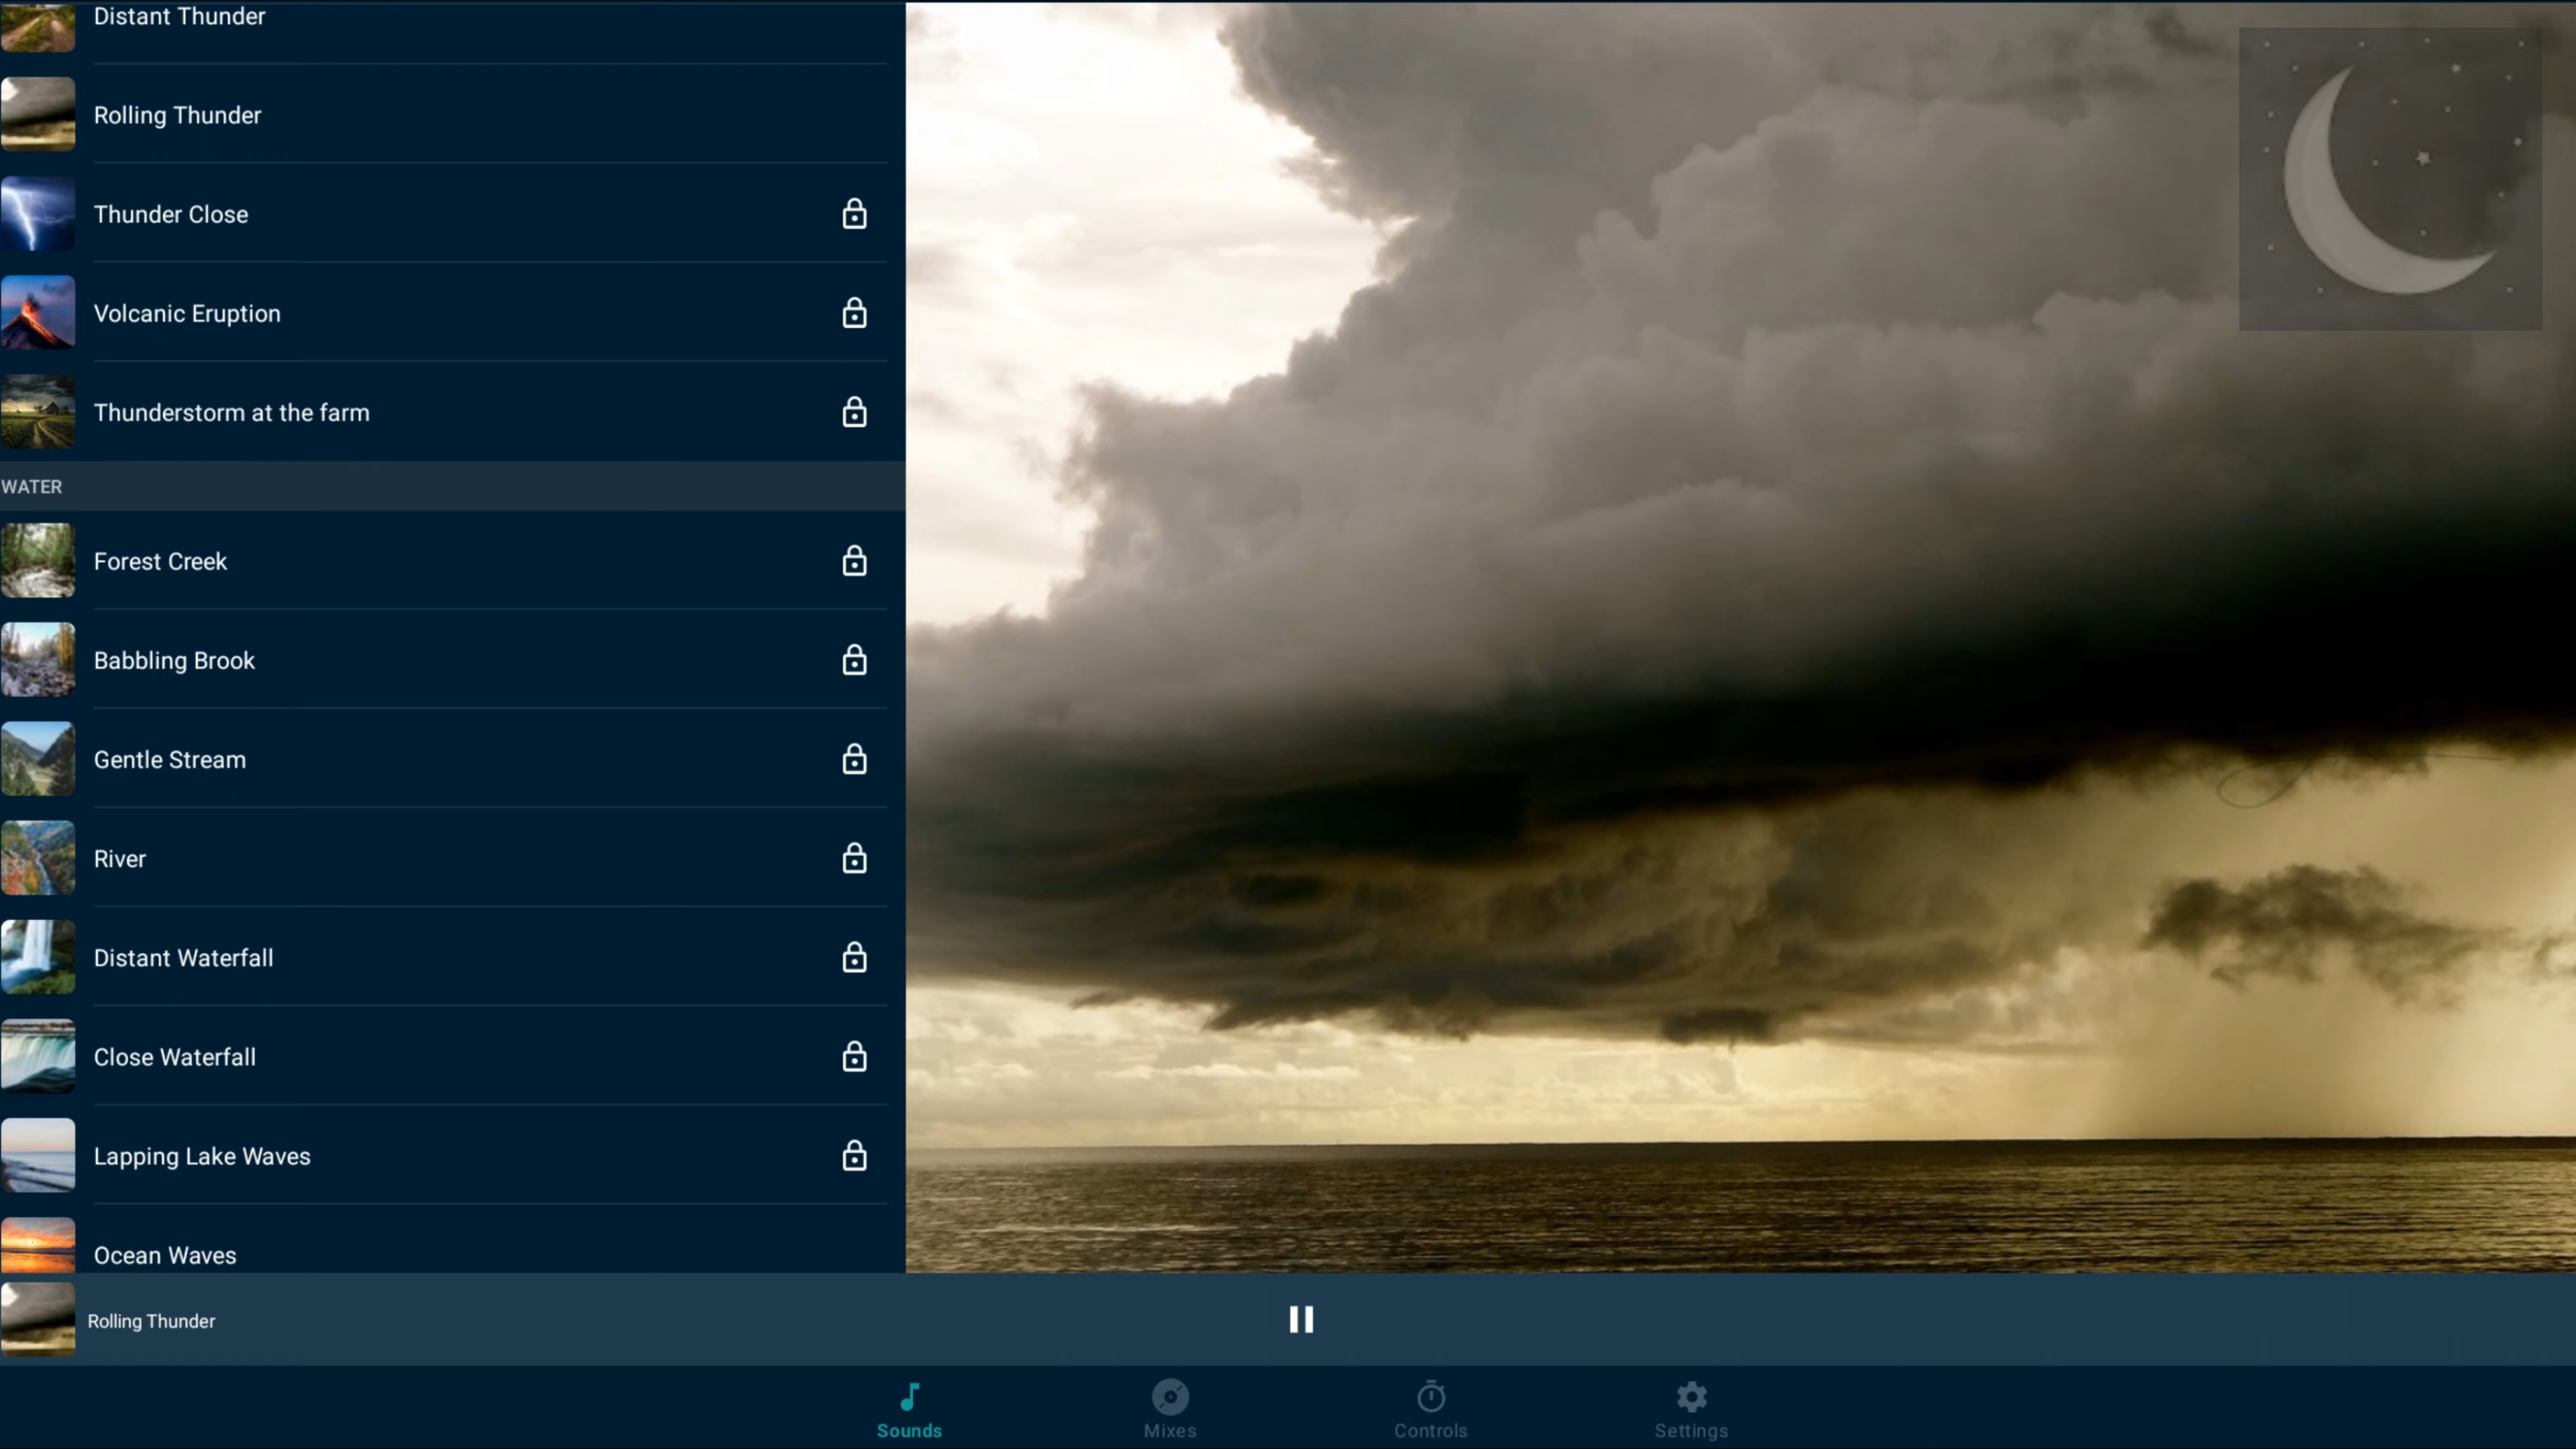 Distant Thunder
Rolling Thunder
Thunder Close
Volcanic Eruption
Thunderstorm at the farm
WATER
Forest Creek
Babbling Brook
Gentle Stream
River
Distant Waterfall
Close Waterfall
Lapping Lake Waves
Ocean Waves
Rolling Thunder
Sounds
Mixes
Controls
Settings